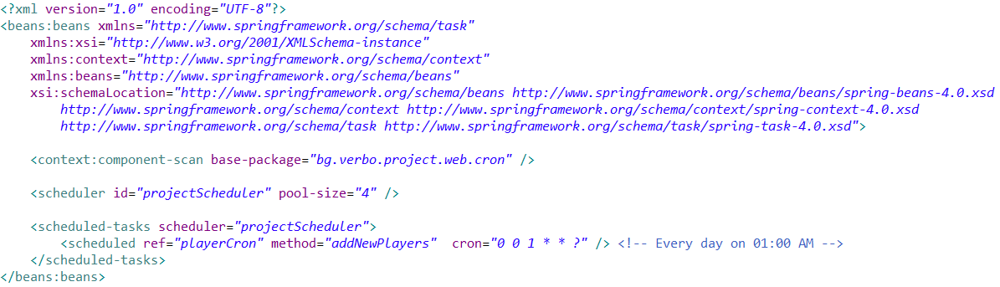 <?xml version="1.0" encoding="UTF-8"?>
<beans:beans xmlns="http://www.springframework.org/schema/task"
    xmlns:xsi="http://www.w3.org/2001/XMLSchema-instance"
    xmlns:context="http://www.springframework.org/schema/context"
    xmlns:beans="http://www.springframework.org/schema/beans"
    xsi:schemaLocation="http://www.springframework.org/schema/beans http://www.springframework.org/schema/beans/spring-beans-4.0.xsd
        http://www.springframework.org/schema/context http://www.springframework.org/schema/context/spring-context-4.0.xsd
        http://www.springframework.org/schema/task http://www.springframework.org/schema/task/spring-task-4.0.xsd">

    <context:component-scan base-package="bg.verbo.project.web.cron" />

    <scheduler id="projectScheduler" pool-size="4" />

    <scheduled-tasks scheduler="projectScheduler">
        <scheduled ref="playerCron" method="addNewPlayers"  cron="0 0 1 * * ?" /> <!-- Every day on 01:00 AM -->
    </scheduled-tasks>
</beans:beans>